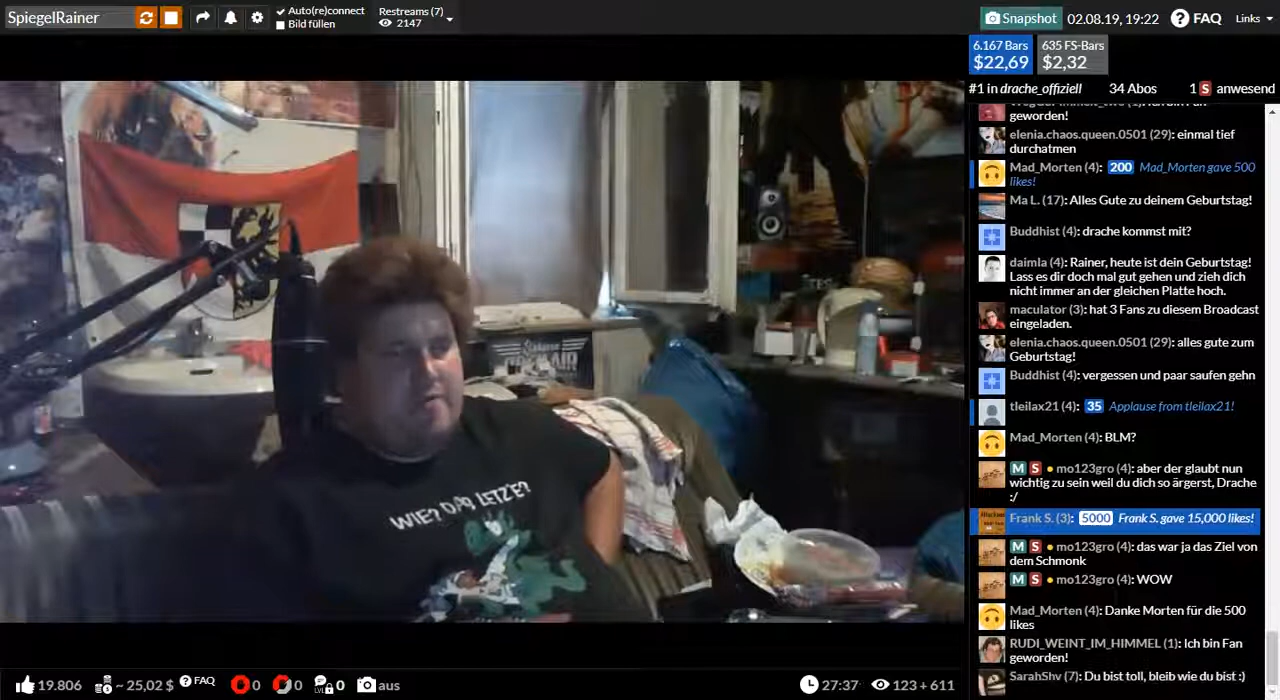 SpiegelRainer
Auto(re)connect
Bild füllen
Restreams (7)
2147
Snapshot
02.08.19, 19:22
FAQ
Links
6.167 Bars
$22,69
635 FS-Bars
$2,32
#1 in drache_offiziell
34 Abos
1 S anwesend
geworden!
elenia.chaos.queen.0501 (29): einmal tief
durchatmen
Mad_Morten (4): 200 Mad_Morten gave 500
likes!
Ma L. (17): Alles Gute zu deinem Geburtstag!
Buddhist (4): drache kommst mit?
daimla (4): Rainer, heute ist dein Geburtstag!
Lass es dir doch mal gut gehen und zieh dich
nicht immer an der gleichen Platte hoch.
maculator (3): hat 3 Fans zu diesem Broadcast
eingeladen.
elenia.chaos.queen.0501 (29): alles gute zum
Geburtstag!
Buddhist (4): vergessen und paar saufen gehn
tleilax21 (4): 35 Applause from tleilax21!
Mad_Morten (4): BLM?
M S mo123gro (4): aber der glaubt nun
wichtig zu sein weil du dich so ärgerst, Drache
:/
Frank S. (3): 5000 Frank S. gave 15,000 likes!
M S mo123gro (4): das war ja das Ziel von
dem Schmonk
M S mo123gro (4): WOW
Mad_Morten (4): Danke Morten für die 500
likes
RUDI_WEINT_IM_HIMMEL (1): Ich bin Fan
geworden!
SarahShv (7): Du bist toll, bleib wie du bist :)
OPEN AIR
WIE? DAS LETZTE?
19.806
~ 25,02 $
FAQ
0
0
LVL
0
aus
27:37
123 + 611